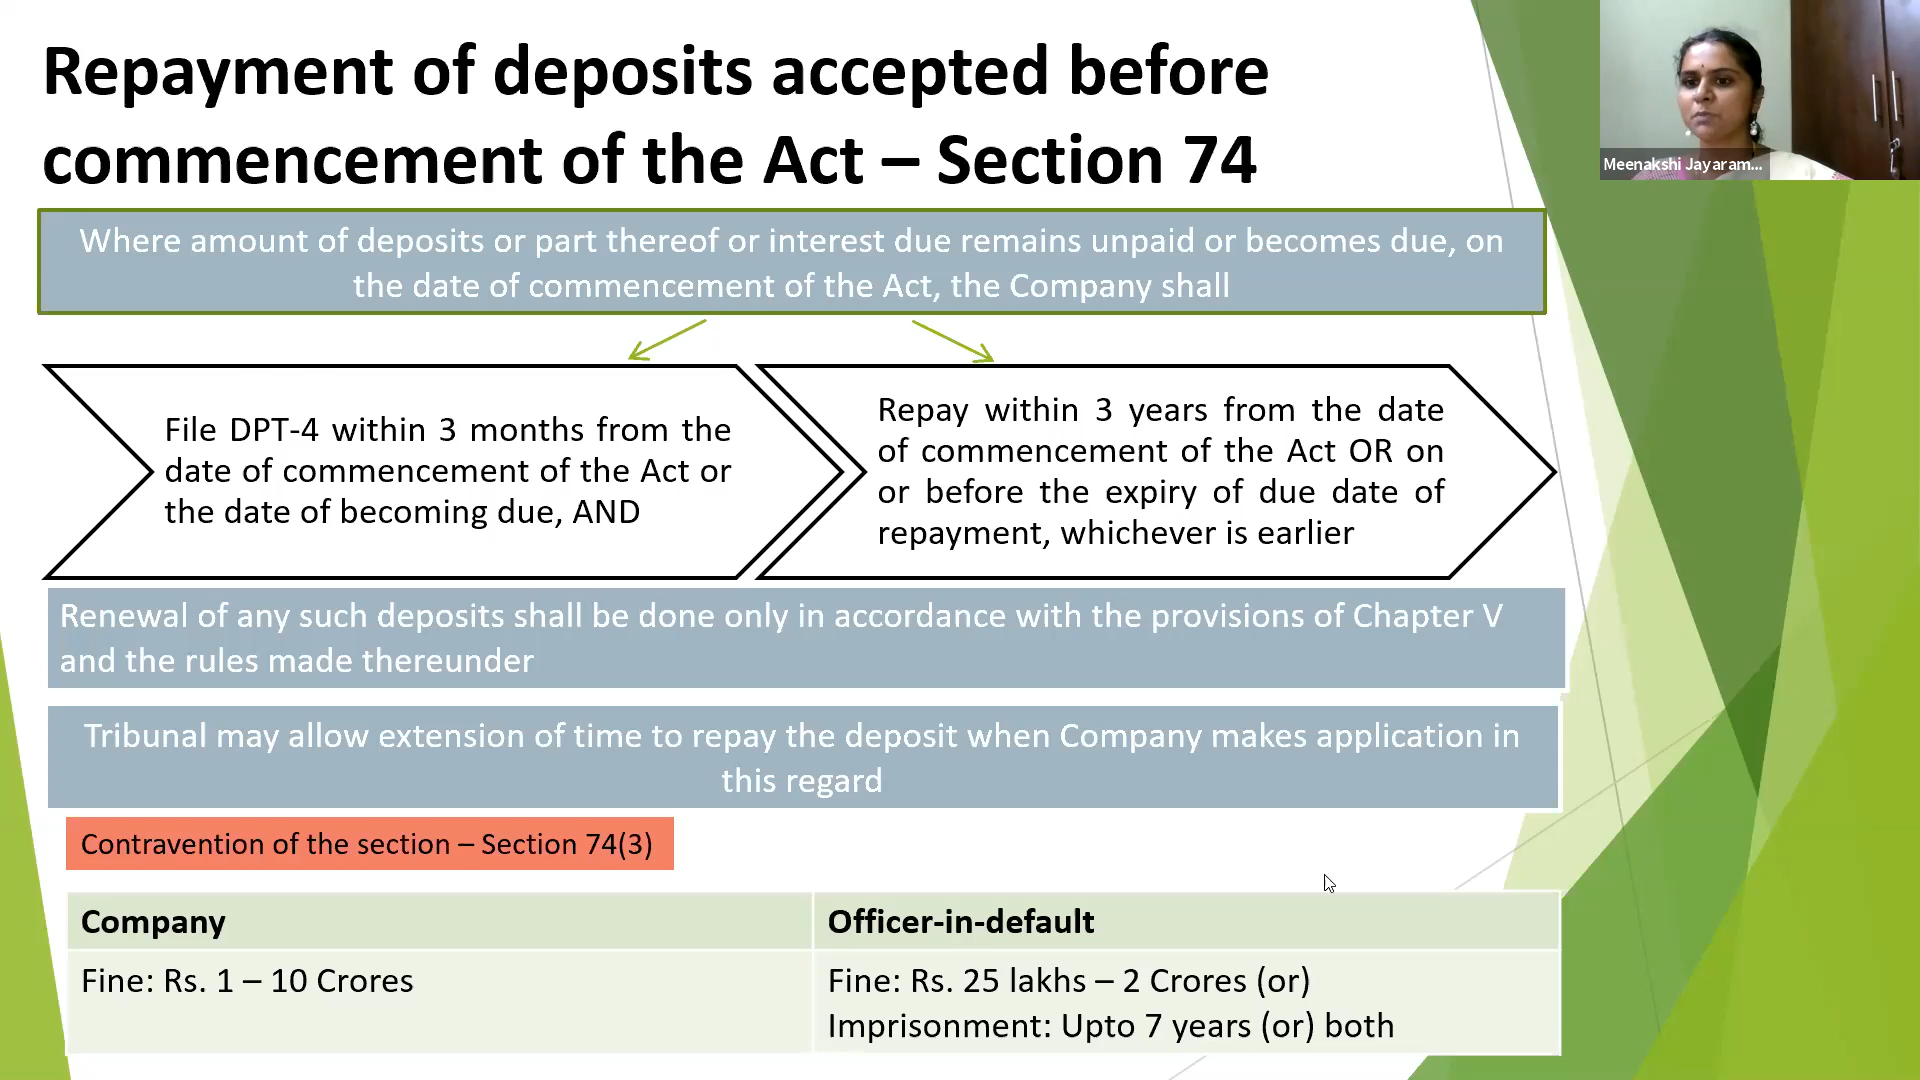 Repayment of deposits accepted before
commencement of the Act – Section 74
Meenakshi Jayaram...
Where amount of deposits or part thereof or interest due remains unpaid or becomes due, on
the date of commencement of the Act, the Company shall
File DPT-4 within 3 months from the
date of commencement of the Act or
the date of becoming due, AND
Repay within 3 years from the date
of commencement of the Act OR on
or before the expiry of due date of
repayment, whichever is earlier
Renewal of any such deposits shall be done only in accordance with the provisions of Chapter V
and the rules made thereunder
Tribunal may allow extension of time to repay the deposit when Company makes application in
this regard
Contravention of the section – Section 74(3)
Company
Officer-in-default
Fine: Rs. 1 – 10 Crores
Fine: Rs. 25 lakhs – 2 Crores (or)
Imprisonment: Upto 7 years (or) both